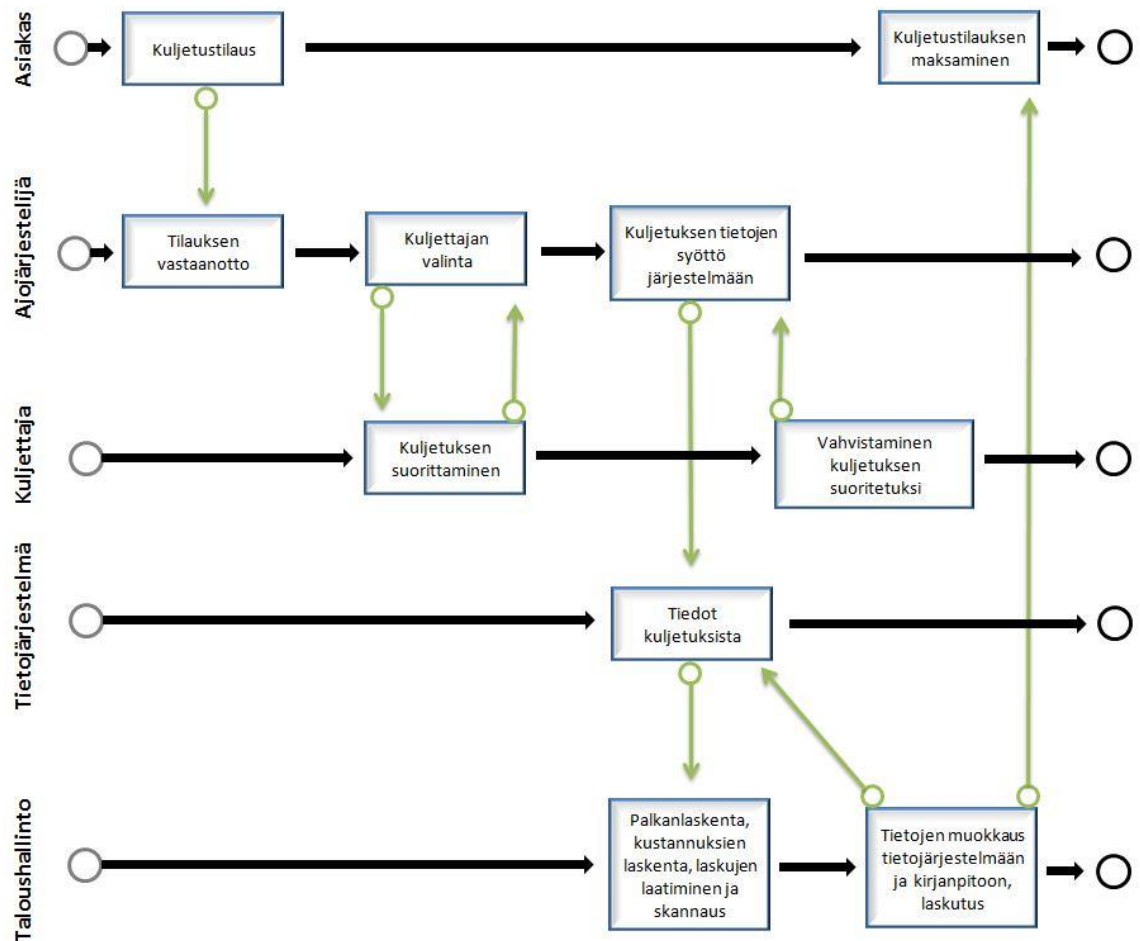 Asiakas
Kuljetustilaus
Kuljetustilauksen
maksaminen
Ajojärjestelijä
Tilauksen
vastaanotto
Kuljettajan
valinta
Kuljetuksen tietojen
syöttö
järjestelmään
Kuljettaja
Kuljetuksen
suorittaminen
Vahvistaminen
kuljetuksen
suoritetuksi
Tietojärjestelmä
Tiedot
kuljetuksista
Taloushallinto
Palkanlaskenta,
kustannuksien
laskenta, laskujen
laatiminen ja
skannaus
Tietojen muokkaus
tietojärjestelmään
ja kirjanpitoon,
laskutus